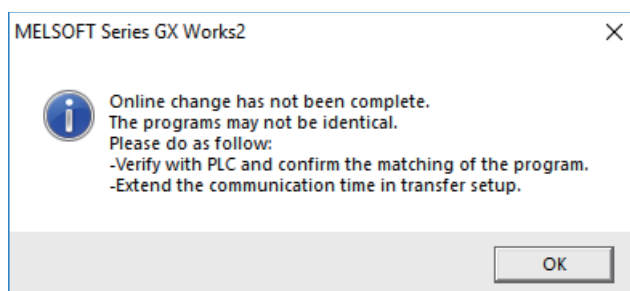 MELSOFT Series GX Works2
Online change has not been complete.
The programs may not be identical.
Please do as follow:
-Verify with PLC and confirm the matching of the program.
-Extend the communication time in transfer setup.
OK